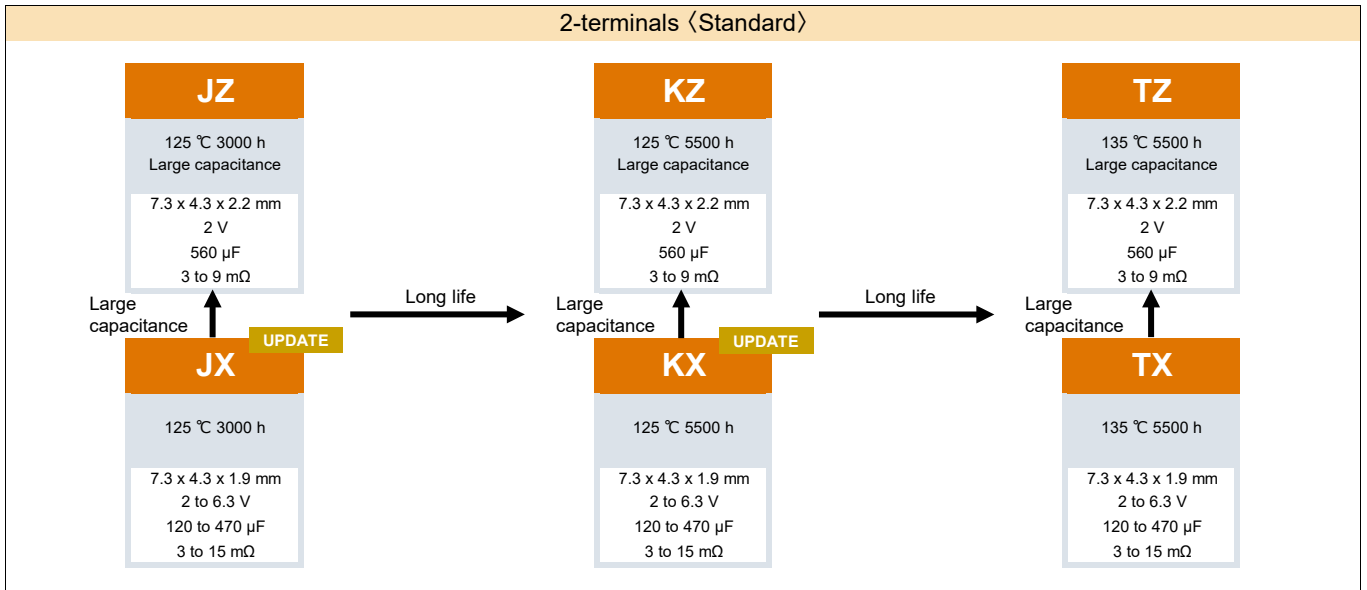 2-terminals〈Standard〉
JZ
125 ℃ 3000 h
Large capacitance
7.3 x 4.3 x 2.2 mm
2 V
560 μF
3 to 9 mΩ
KZ
125 ℃ 5500 h
Large capacitance
7.3 x 4.3 x 2.2 mm
2 V
560 μF
3 to 9 mΩ
TZ
135 ℃ 5500 h
Large capacitance
7.3 x 4.3 x 2.2 mm
2 V
560 μF
3 to 9 mΩ
Large
capacitance
Long life
Large
capacitance
Long life
Large
capacitance
UPDATE
JX
125 ℃ 3000 h
7.3 x 4.3 x 1.9 mm
2 to 6.3 V
120 to 470 μF
3 to 15 mΩ
UPDATE
KX
125 ℃ 5500 h
7.3 x 4.3 x 1.9 mm
2 to 6.3 V
120 to 470 μF
3 to 15 mΩ
TX
135 ℃ 5500 h
7.3 x 4.3 x 1.9 mm
2 to 6.3 V
120 to 470 μF
3 to 15 mΩ